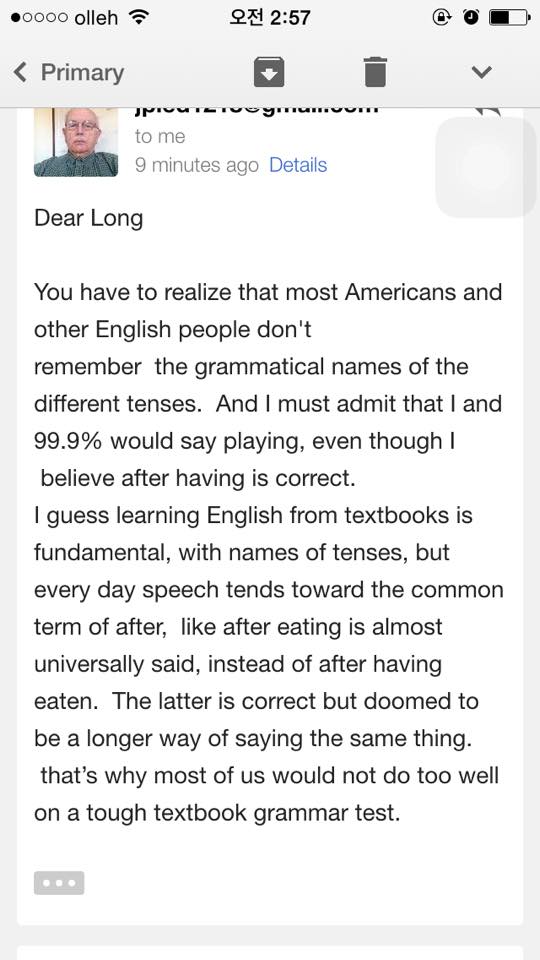 olleh 오전 2:57
Primary
to me
9 minutes ago Details
Dear Long
You have to realize that most Americans and
other English people don't
remember  the grammatical names of the
different tenses.  And I must admit that I and
99.9% would say playing, even though I
 believe after having is correct.
I guess learning English from textbooks is
fundamental, with names of tenses, but
every day speech tends toward the common
term of after,  like after eating is almost
universally said, instead of after having
eaten.  The latter is correct but doomed to
be a longer way of saying the same thing.
 that’s why most of us would not do too well
on a tough textbook grammar test.